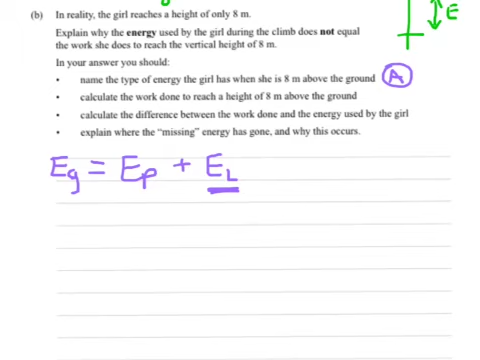 (b) In reality, the girl reaches a height of only 8 m.
Explain why the energy used by the girl during the climb does not equal
the work she does to reach the vertical height of 8 m.
In your answer you should:
• name the type of energy the girl has when she is 8 m above the ground A
• calculate the work done to reach a height of 8 m above the ground
• calculate the difference between the work done and the energy used by the girl
• explain where the “missing” energy has gone, and why this occurs.
E
Eg = Ep + EL